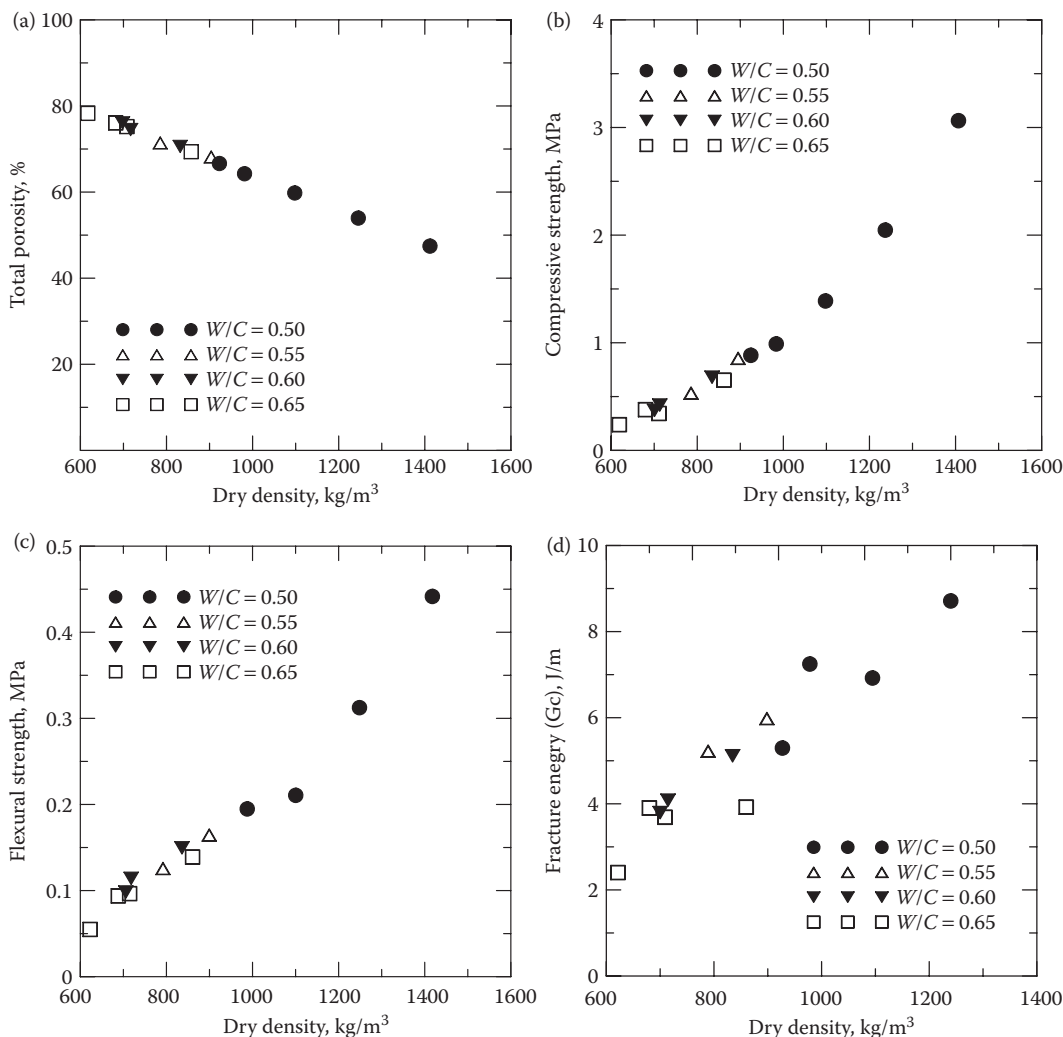 (a)
100
80
60
40
20
Total porosity, %
W/C = 0.50
W/C = 0.55
W/C = 0.60
W/C = 0.65
600 800 1000 1200 1400 1600
Dry density, kg/m³
(b)
4
3
2
1
0
Compressive strength, MPa
W/C = 0.50
W/C = 0.55
W/C = 0.60
W/C = 0.65
600 800 1000 1200 1400 1600
Dry density, kg/m³
(c)
0.5
0.4
0.3
0.2
0.1
0
Flexural strength, MPa
W/C = 0.50
W/C = 0.55
W/C = 0.60
W/C = 0.65
600 800 1000 1200 1400 1600
Dry density, kg/m³
(d)
10
8
6
4
2
0
Fracture enegry (Gc), J/m
W/C = 0.50
W/C = 0.55
W/C = 0.60
W/C = 0.65
600 800 1000 1200 1400
Dry density, kg/m³